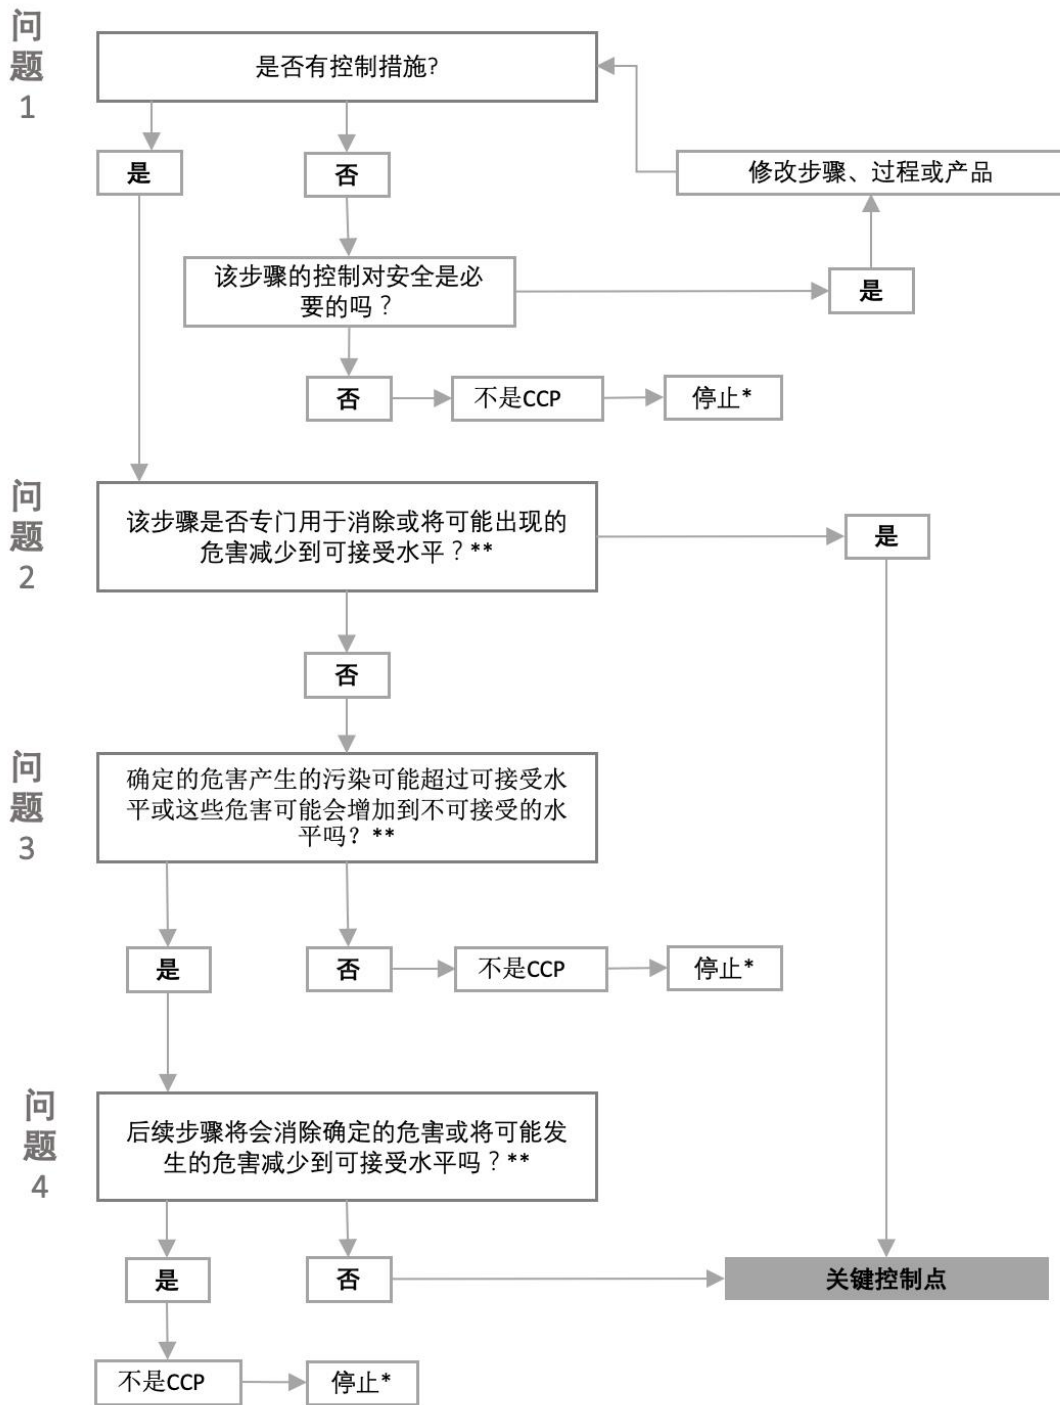 问
题
1
是否有控制措施?
是
否
修改步骤、过程或产品
该步骤的控制对安全是必
要的吗？
是
否
不是CCP
停止*
问
题
2
该步骤是否专门用于消除或将可能出现的
危害减少到可接受水平？**
是
否
问
题
3
确定的危害产生的污染可能超过可接受水
平或这些危害可能会增加到不可接受的水
平吗？**
是
否
不是CCP
停止*
问
题
4
后续步骤将会消除确定的危害或将可能发
生的危害减少到可接受水平吗？**
是
否
关键控制点
不是CCP
停止*